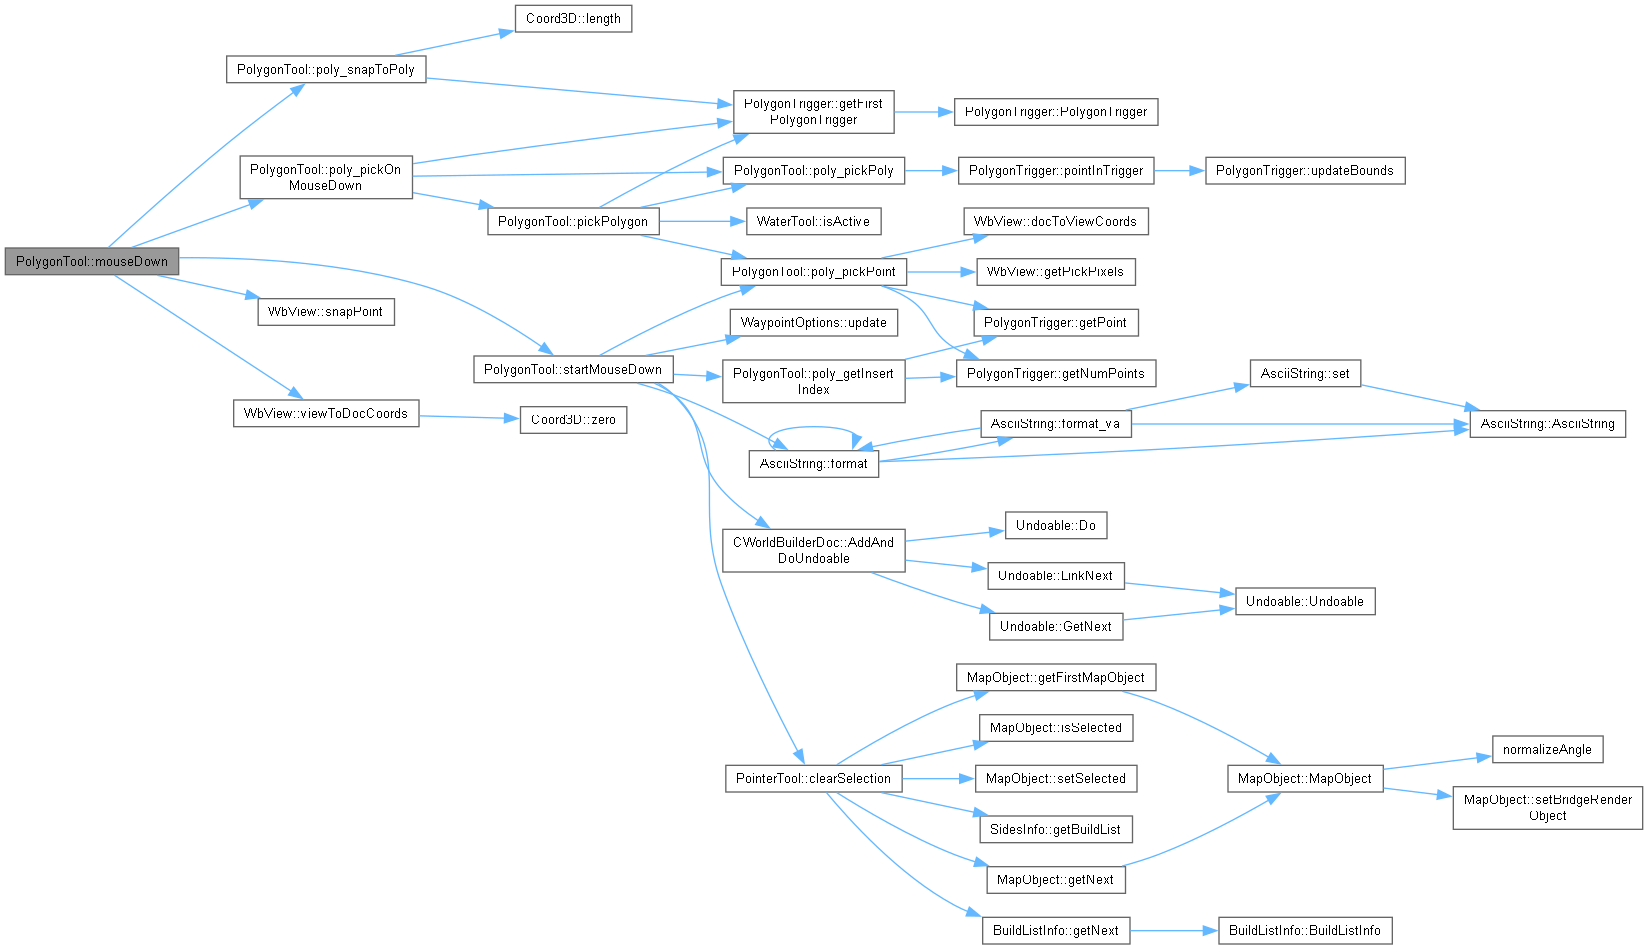 Coord3D::length
PolygonTool::poly_snapToPoly
PolygonTrigger::getFirst
PolygonTrigger
PolygonTrigger::PolygonTrigger
PolygonTool::poly_pickOn
MouseDown
PolygonTool::poly_pickPoly
PolygonTrigger::pointInTrigger
PolygonTrigger::updateBounds
PolygonTool::pickPolygon
WaterTool::isActive
WbView::docToViewCoords
PolygonTool::mouseDown
PolygonTool::poly_pickPoint
WbView::getPickPixels
WbView::snapPoint
WaypointOptions::update
PolygonTrigger::getPoint
PolygonTool::startMouseDown
PolygonTool::poly_getInsert
Index
PolygonTrigger::getNumPoints
AsciiString::set
WbView::viewToDocCoords
Coord3D::zero
AsciiString::format_va
AsciiString::AsciiString
AsciiString::format
Undoable::Do
CWorldBuilderDoc::AddAnd
DoUndoable
Undoable::LinkNext
Undoable::Undoable
Undoable::GetNext
MapObject::getFirstMapObject
MapObject::isSelected
normalizeAngle
PointerTool::clearSelection
MapObject::setSelected
MapObject::MapObject
MapObject::setBridgeRender
Object
SidesInfo::getBuildList
MapObject::getNext
BuildListInfo::getNext
BuildListInfo::BuildListInfo